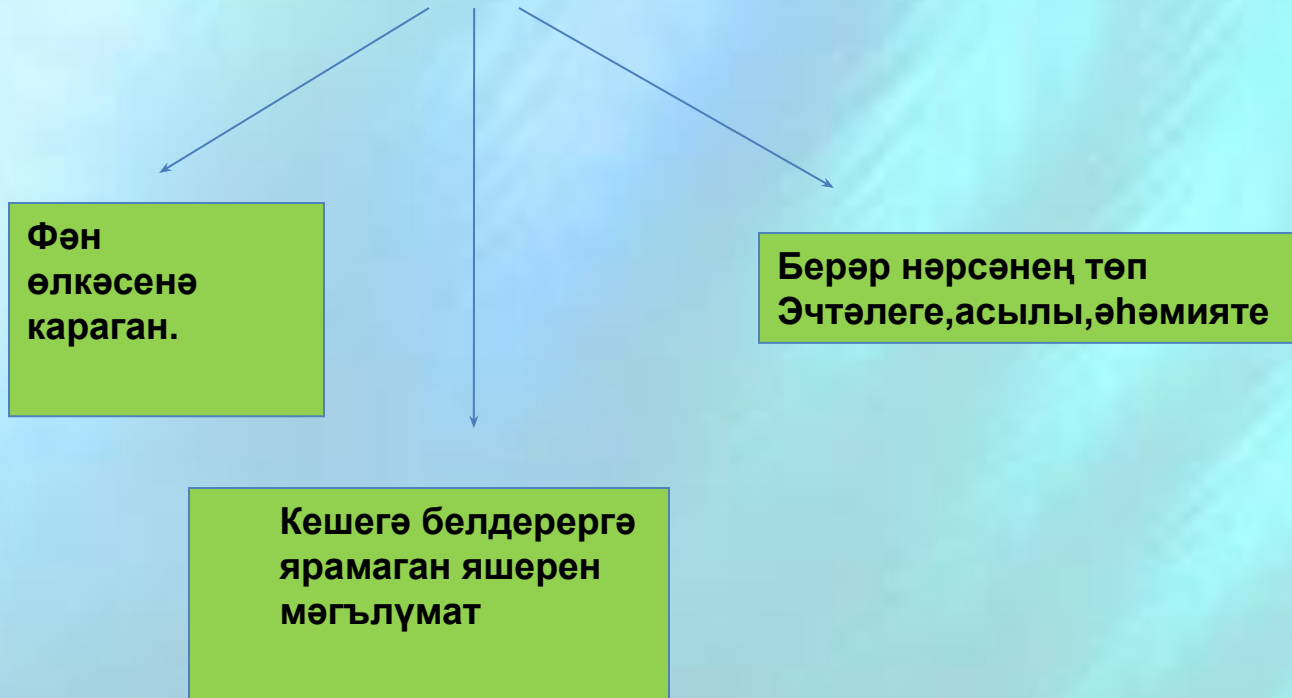 Фән
өлкәсенә
караган.
Берәр нәрсәнең төп
Эчтәлеге,асылы,әһәмияте
Кешегә белдерергә
ярамаган яшерен
мәгълүмат